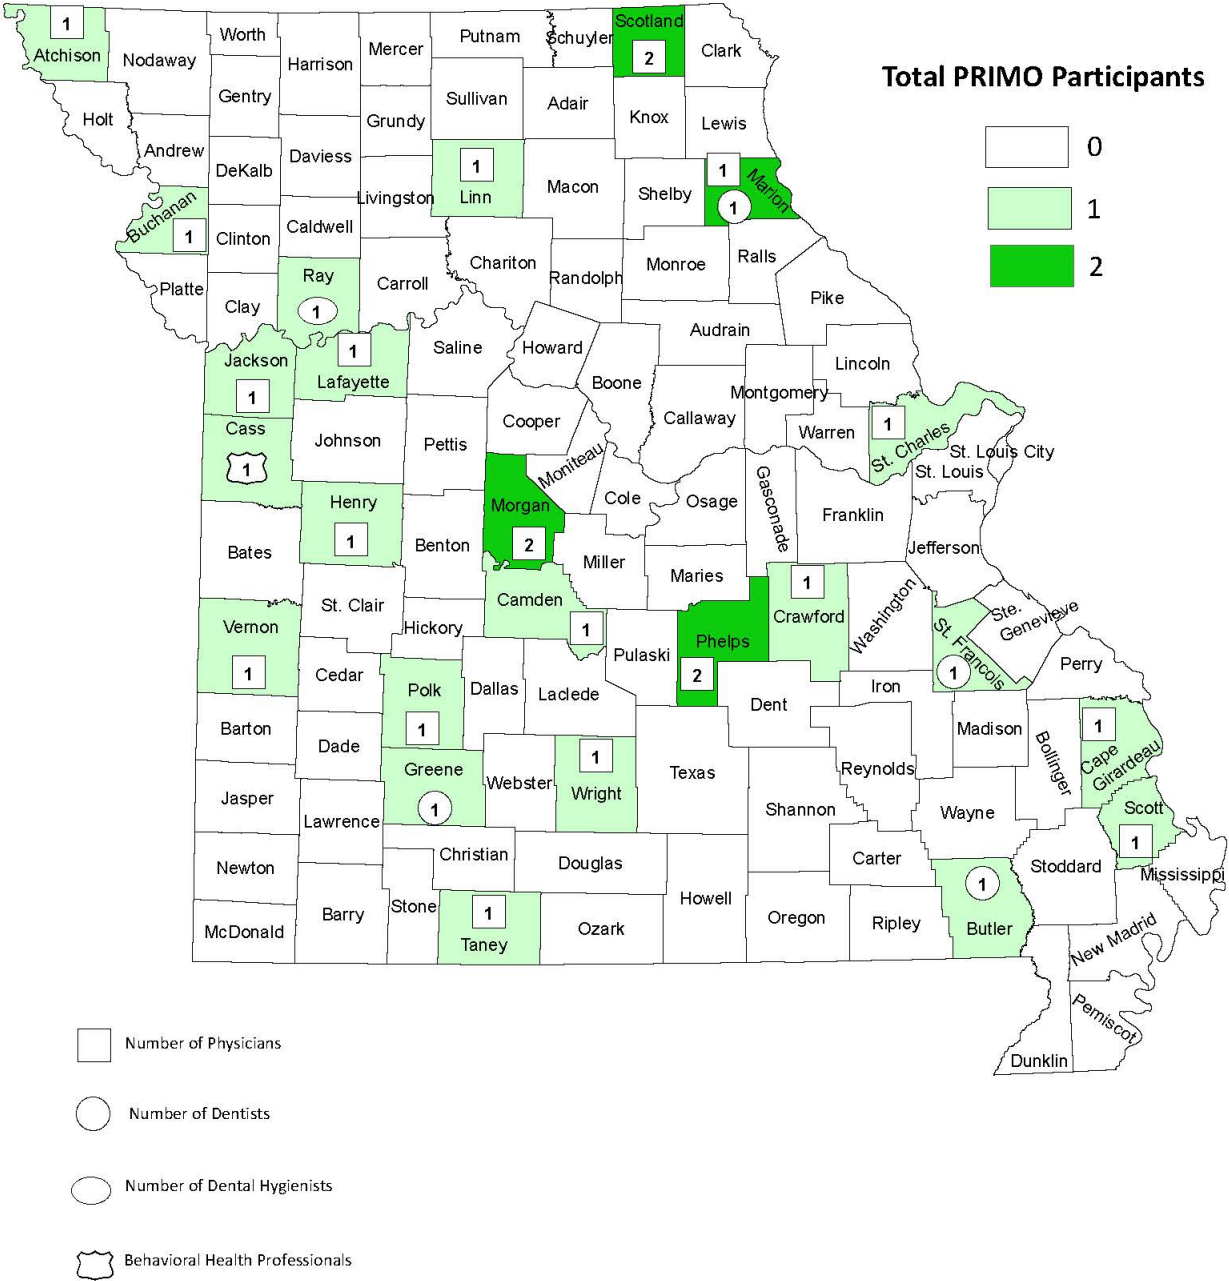 Total PRIMO Participants
0
1
2
1
Atchison
Nodaway
Worth
Harrison
Mercer
Putnam
Schuyler
Scotland
2
Clark
Holt
Gentry
Grundy
Sullivan
Adair
Knox
Lewis
Andrew
DeKalb
Daviess
Livingston
1
Linn
Macon
Shelby
1
Marion
1
Buchanan
1
Clinton
Caldwell
Chariton
Randolph
Monroe
Ralls
Platte
Clay
Ray
1
Carroll
Pike
Jackson
1
1
Lafayette
Saline
Howard
Boone
Audrain
Montgomery
Lincoln
Cass
1
Johnson
Pettis
Cooper
Moniteau
Callaway
Warren
1
St. Charles
St. Louis City
St. Louis
Henry
1
Morgan
2
Cole
Osage
Gasconade
Franklin
Jefferson
Bates
Benton
Miller
Maries
1
Crawford
Washington
St. Clair
Camden
1
Vernon
1
Hickory
Pulaski
Phelps
2
St. Francois
1
Ste.
Genevieve
Perry
Cedar
Polk
1
Dallas
Laclede
Dent
Iron
Madison
Bollinger
1
Cape
Girardeau
Barton
Dade
Greene
1
Webster
1
Wright
Texas
Reynolds
Jasper
Lawrence
Shannon
Wayne
Scott
1
Newton
Christian
Douglas
Howell
Carter
Stoddard
Mississippi
McDonald
Barry
Stone
1
Taney
Ozark
Oregon
Ripley
1
Butler
New Madrid
Pemiscot
Dunklin
Number of Physicians
Number of Dentists
Number of Dental Hygienists
Behavioral Health Professionals